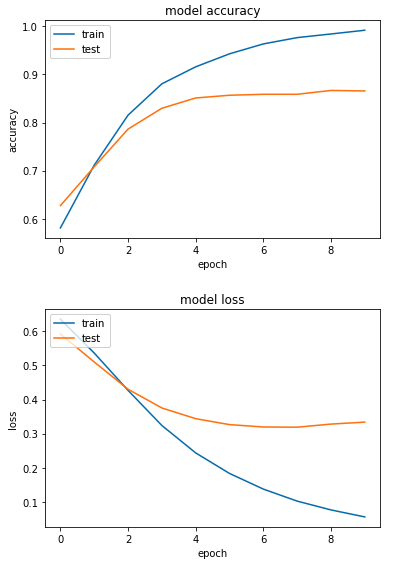 model accuracy
1.0
0.9
0.8
0.7
0.6
accuracy
train
test
0
2
4
6
8
epoch
model loss
0.6
0.5
0.4
0.3
0.2
0.1
loss
train
test
0
2
4
6
8
epoch